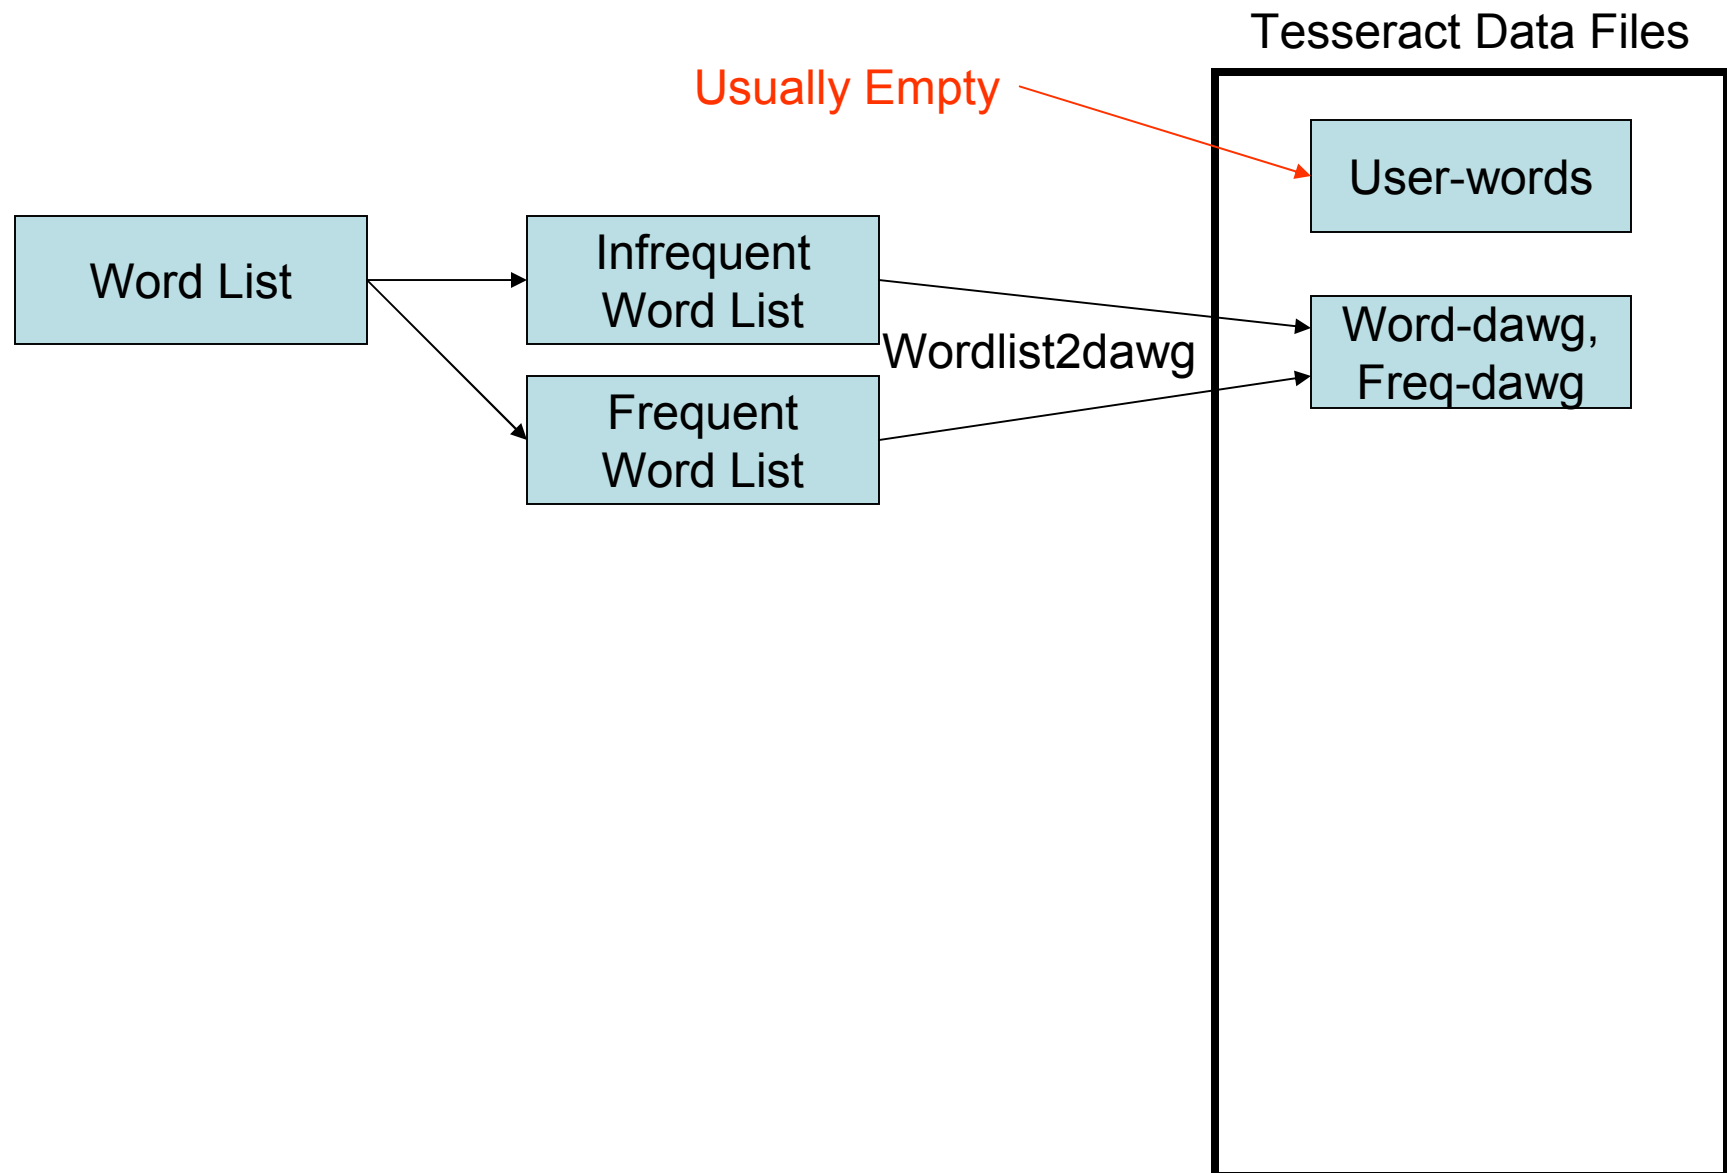 Tesseract Data Files
Usually Empty
User-words
Word List
Infrequent
Word List
Wordlist2dawg
Word-dawg,
Freq-dawg
Frequent
Word List